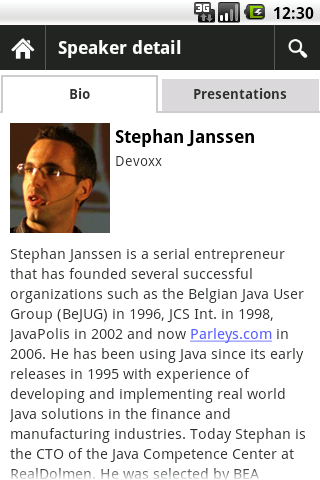 3G
12:30
Speaker detail
Bio
Presentations
Stephan Janssen
Devoxx
Stephan Janssen is a serial entrepreneur
that has founded several successful
organizations such as the Belgian Java User
Group (BeJUG) in 1996, JCS Int. in 1998,
JavaPolis in 2002 and now Parleys.com in
2006. He has been using Java since its early
releases in 1995 with experience of
developing and implementing real world
Java solutions in the finance and
manufacturing industries. Today Stephan is
the CTO of the Java Competence Center at
RealDolmen. He was selected by BEA